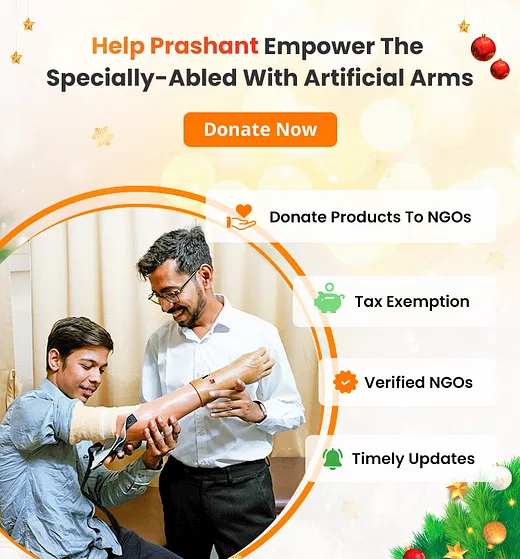 Help Prashant Empower The
Specially-Abled With Artificial Arms
Donate Now
Donate Products To NGOs
Tax Exemption
Verified NGOs
Timely Updates